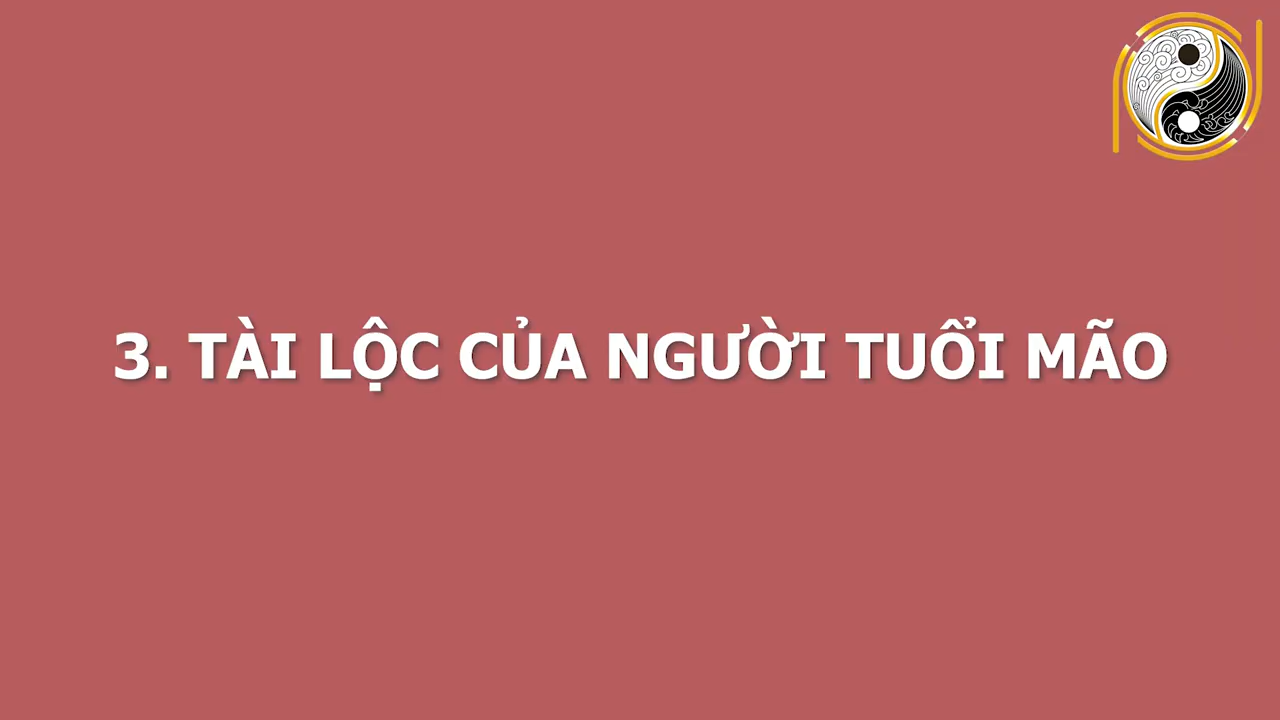 3. TÀI LỘC CỦA NGƯỜI TUỔI MÃO